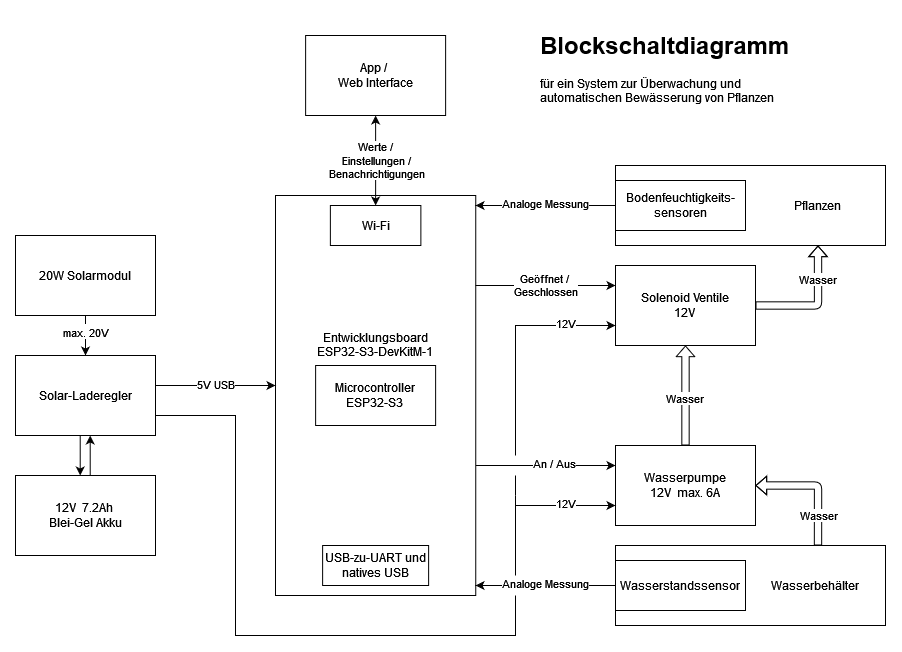 Blockschaltdiagramm
für ein System zur Überwachung und
automatischen Bewässerung von Pflanzen
App /
Web Interface
Werte /
Einstellungen /
Benachrichtigungen
Wi-Fi
Analoge Messung
Bodenfeuchtigkeits-
sensoren
Pflanzen
20W Solarmodul
max. 20V
Solar-Laderegler
5V USB
12V 7.2Ah
Blei-Gel Akku
Entwicklungsboard
ESP32-S3-DevKitM-1
Microcontroller
ESP32-S3
USB-zu-UART und
natives USB
Geöffnet /
Geschlossen
12V
Solenoid Ventile
12V
Wasser
Wasser
An / Aus
12V
Wasserpumpe
12V max. 6A
Wasser
Analoge Messung
Wasserstandssensor
Wasserbehälter